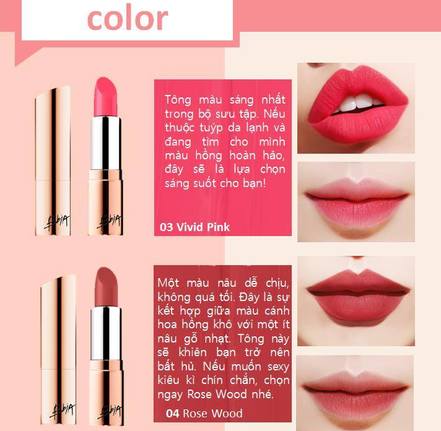 color
Tông màu sáng nhất
trong bộ sưu tập. Nếu
thuộc tuýp da lạnh và
đang tìm cho mình
màu hồng hoàn hảo,
đây sẽ là lựa chọn
sáng suốt cho bạn!
03 Vivid Pink
Một màu nâu dễ chịu,
không quá tối. Đây là sự
kết hợp giữa màu cánh
hoa hồng khô với một ít
nâu gỗ nhạt. Tông này
sẽ khiến bạn trở nên
bất hủ. Nếu muốn sexy
kiêu kì chín chắn, chọn
ngay Rose Wood nhé.
04 Rose Wood